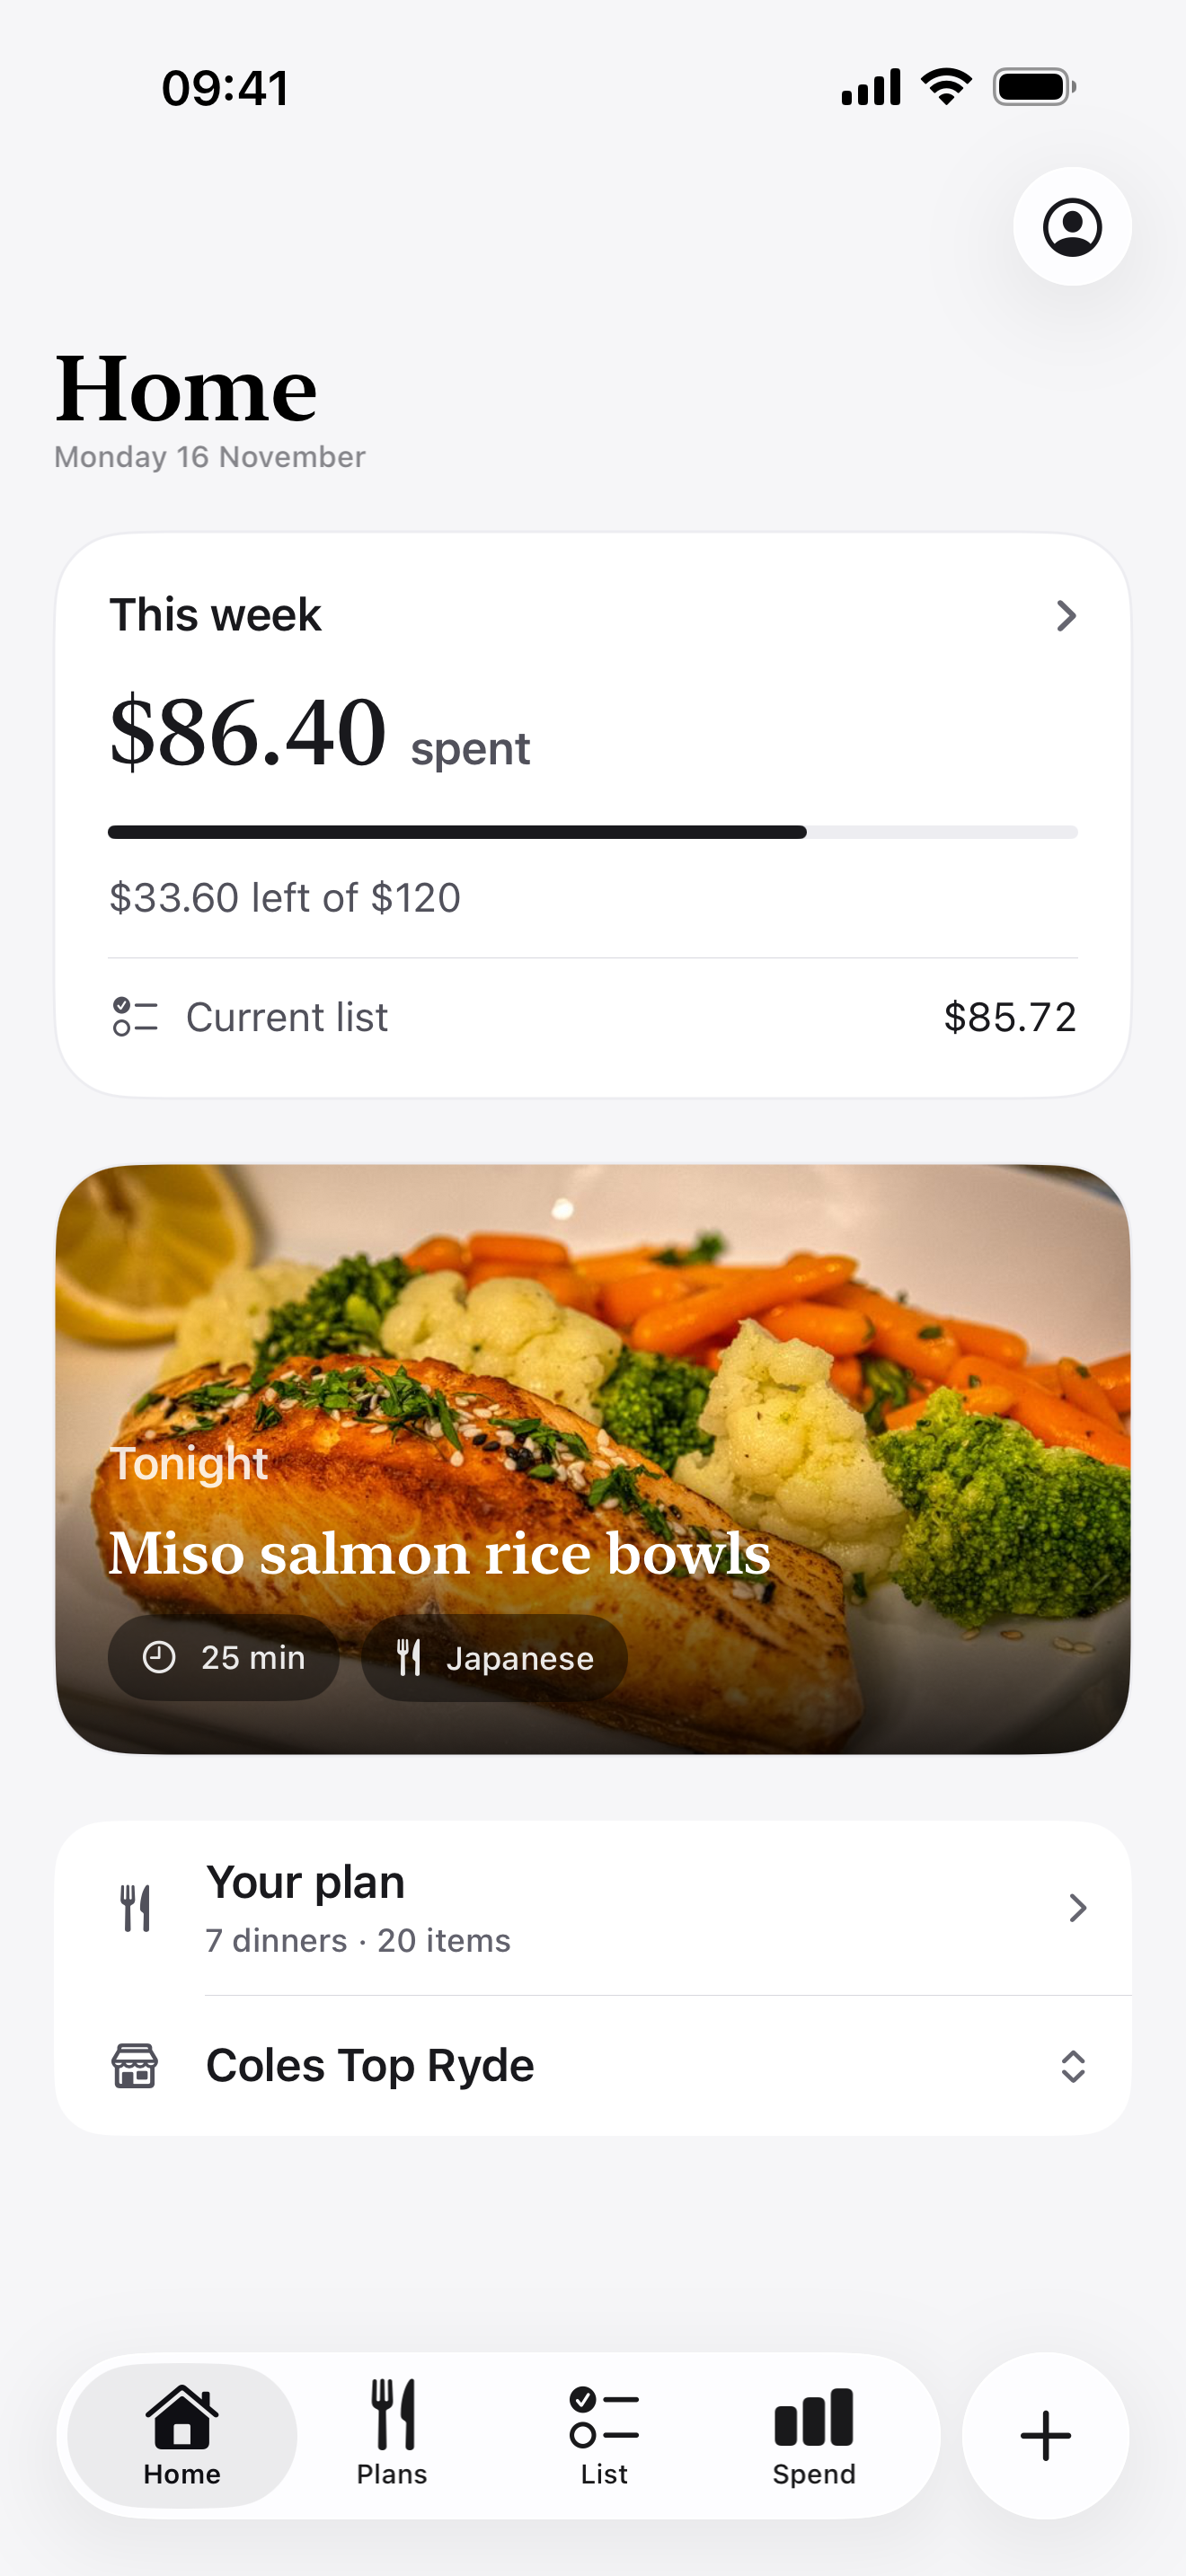 09:41
Home
Monday 16 November
This week
$86.40 spent
$33.60 left of $120
Current list $85.72
Tonight
Miso salmon rice bowls
25 min Japanese
Your plan
7 dinners · 20 items
Coles Top Ryde
Home Plans List Spend